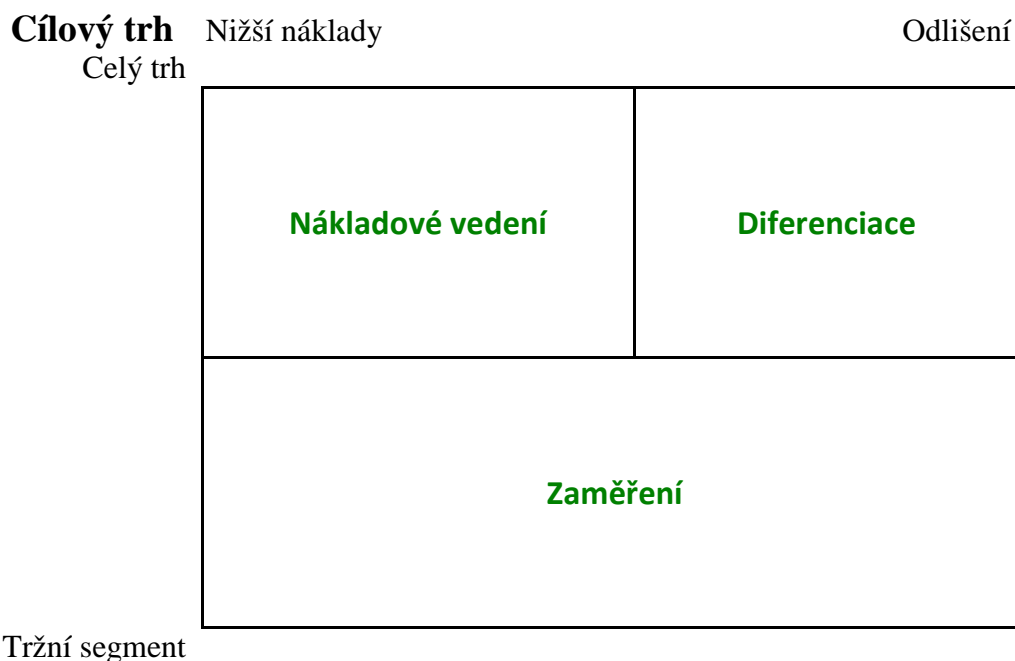 Cílový trh Nižší náklady Odlišení
Celý trh
Nákladové vedení Diferenciace
Zaměření
Tržní segment